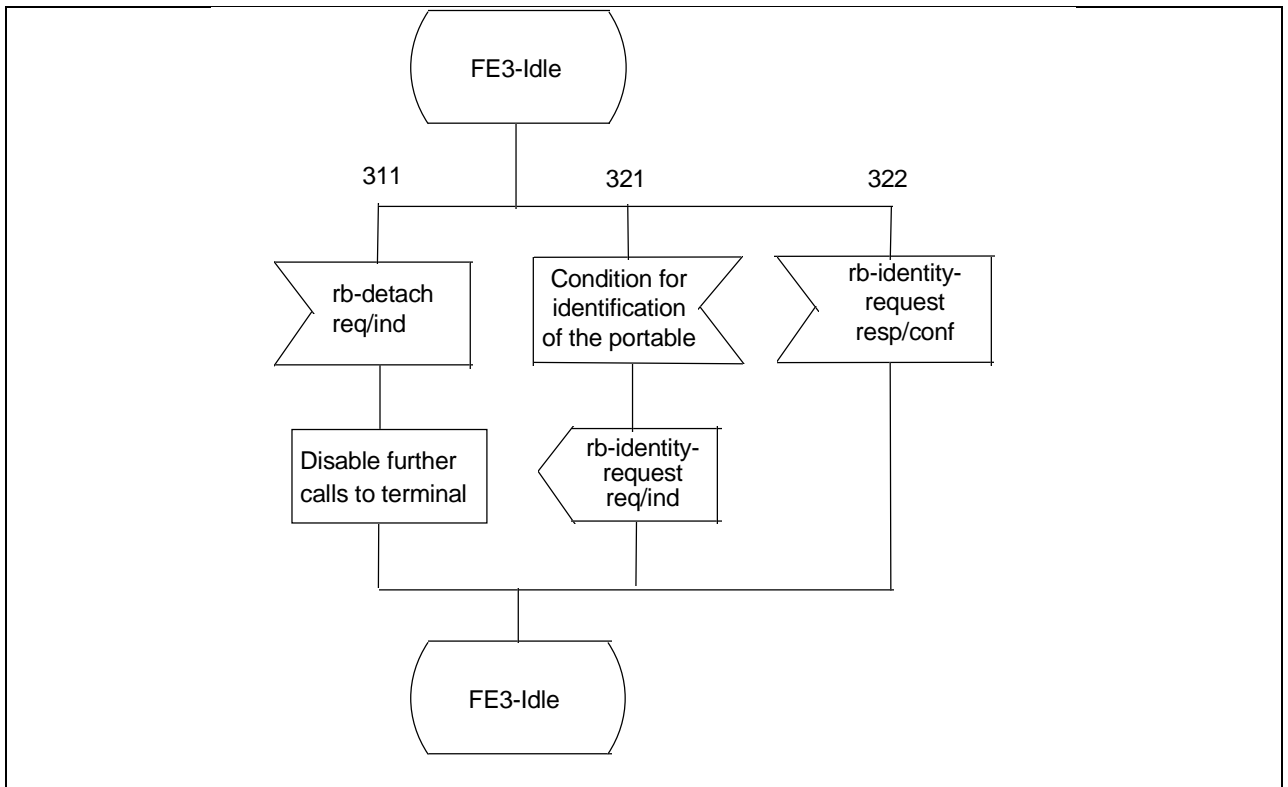 FE3-Idle
311
321
322
rb-detach
req/ind
Condition for
identification
of the portable
rb-identity-
request
resp/conf
Disable further
calls to terminal
rb-identity-
request
req/ind
FE3-Idle